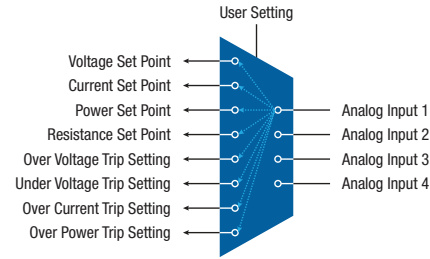 User Setting
Voltage Set Point
Current Set Point
Power Set Point
Resistance Set Point
Over Voltage Trip Setting
Under Voltage Trip Setting
Over Current Trip Setting
Over Power Trip Setting
Analog Input 1
Analog Input 2
Analog Input 3
Analog Input 4